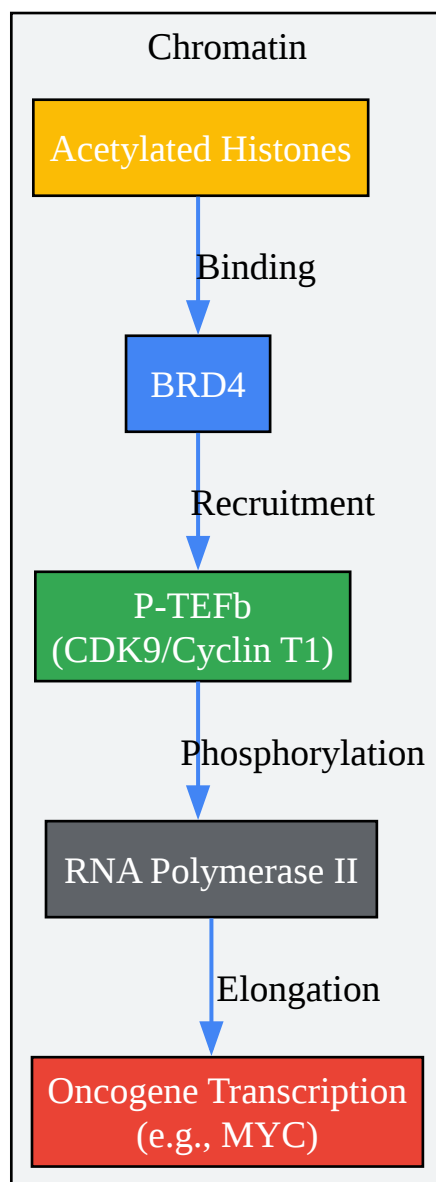 Chromatin
Acetylated Histones
Binding
BRD4
Recruitment
P-TEFb
(CDK9/Cyclin T1)
Phosphorylation
RNA Polymerase II
Elongation
Oncogene Transcription
(e.g., MYC)